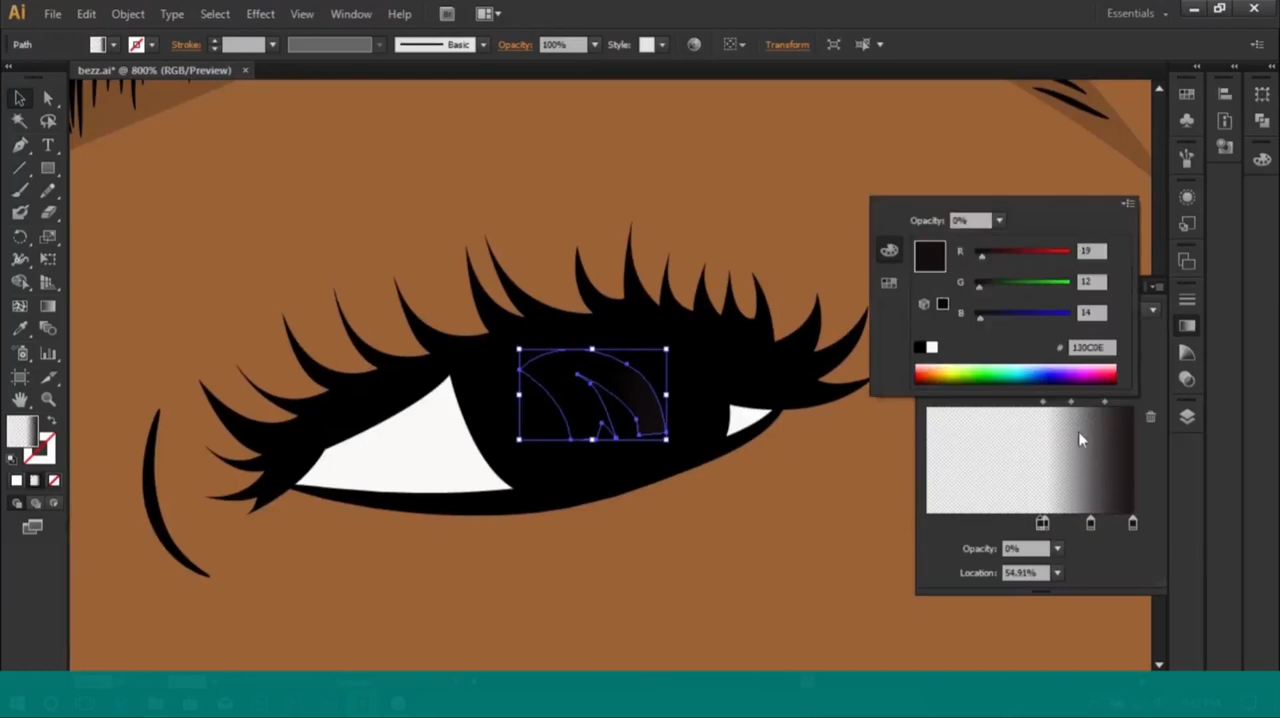 Ai File Edit Object Type Select Effect View Window Help Br Essentials
Path Stroke: Basic Opacity: 100% Style: Transform
bezz.ai* @ 800% (RGB/Preview)
Opacity: 0%
R 19
G 12
B 14
# 130C0E
Opacity: 0%
Location: 54.91%